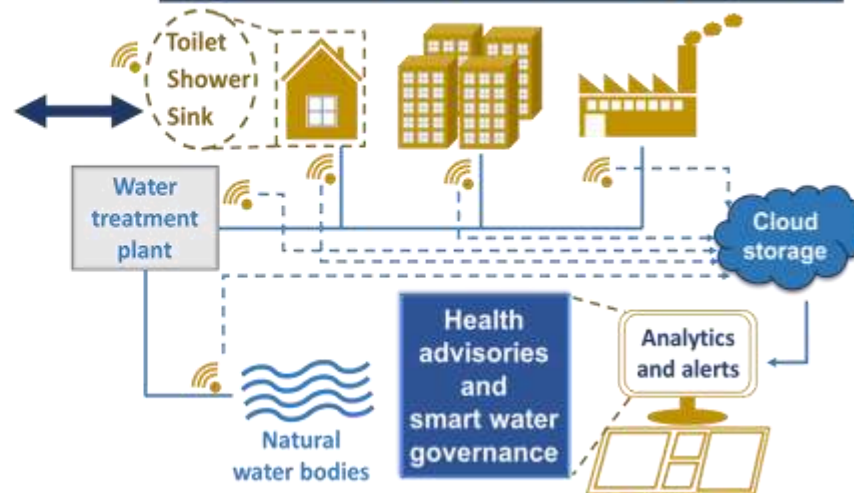 Toilet
Shower
Sink
Water
treatment
plant
Cloud
storage
Health
advisories
and
smart water
governance
Analytics
and alerts
Natural
water bodies